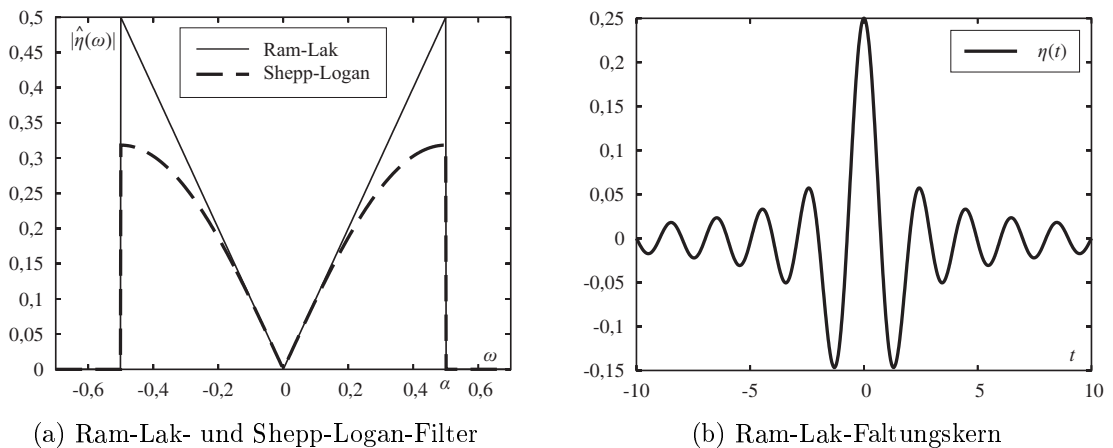 0,5
0,45
0,4
0,35
0,3
0,25
0,2
0,15
0,1
0,05
0
|η̂(ω)|
Ram-Lak
Shepp-Logan
-0,6 -0,4 -0,2 0 0,2 0,4 α 0,6
ω
(a) Ram-Lak- und Shepp-Logan-Filter
0,25
0,2
0,15
0,1
0,05
0
-0,05
-0,1
-0,15
η(t)
t
-10 -5 0 5 10
(b) Ram-Lak-Faltungskern